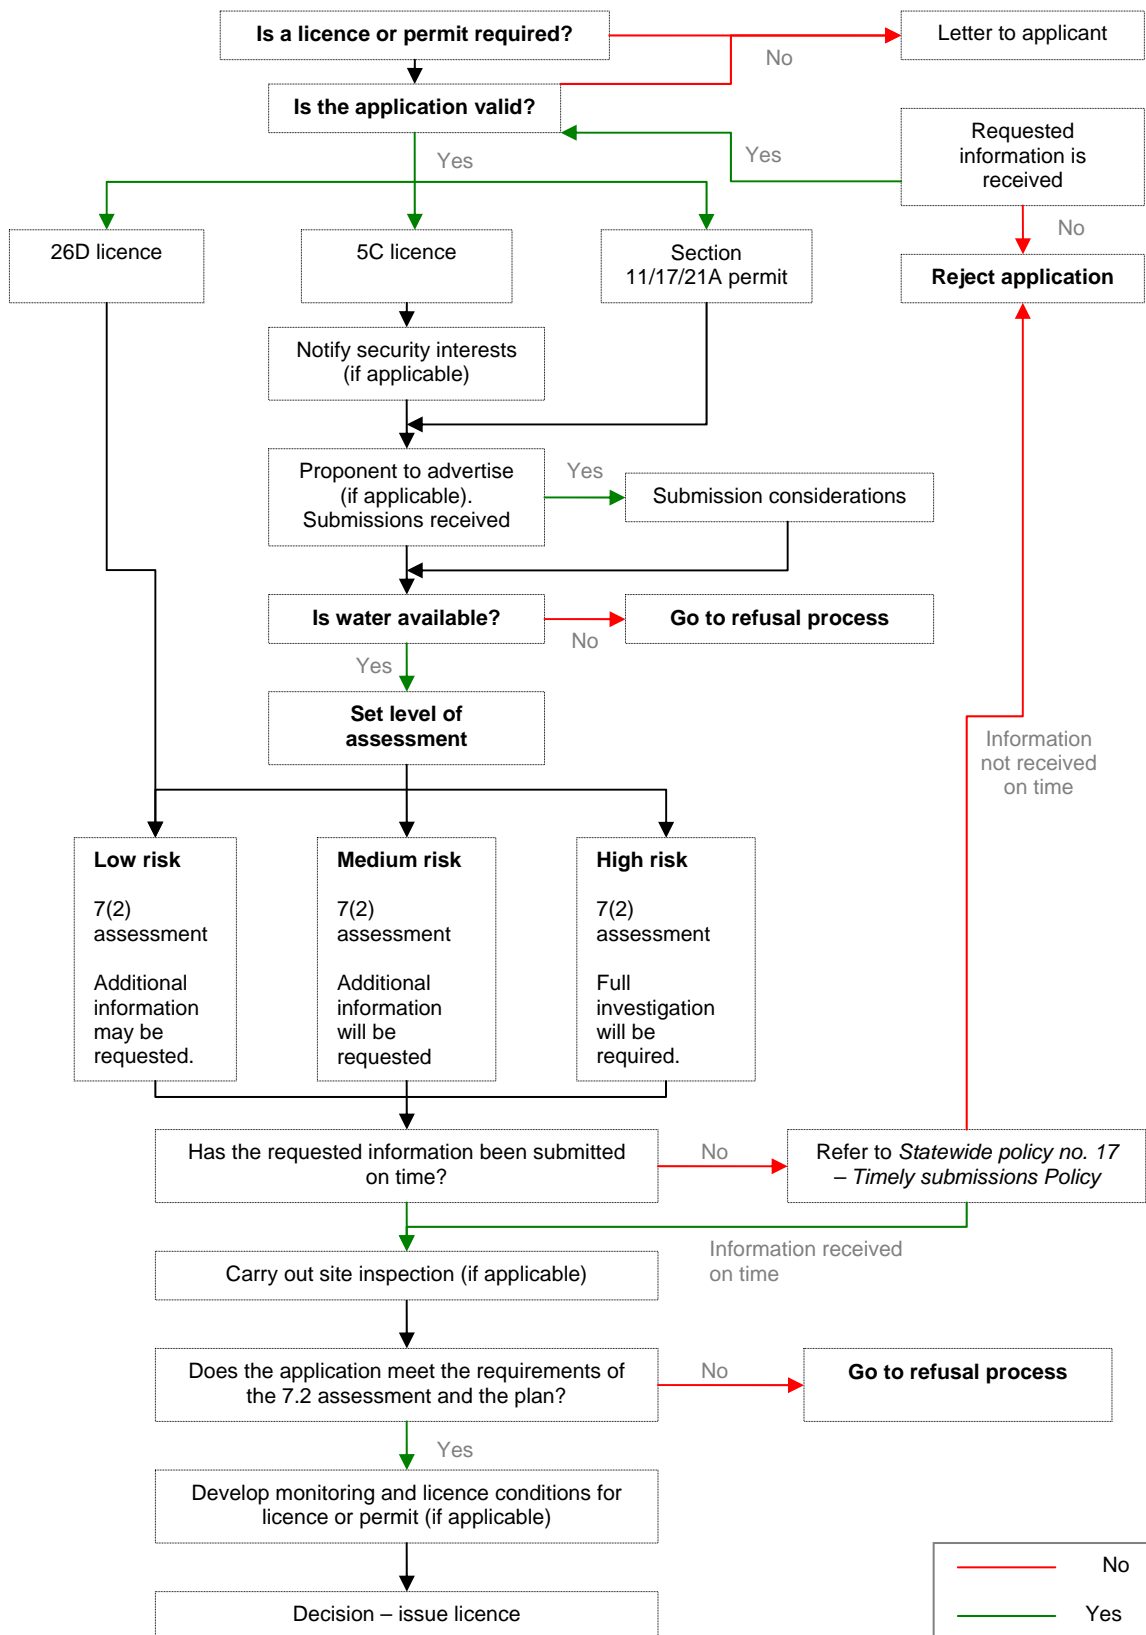 Is a licence or permit required?
Letter to applicant
No
Is the application valid?
Requested
information is
received
Yes
Yes
No
26D licence
5C licence
Section
11/17/21A permit
Reject application
Notify security interests
(if applicable)
Proponent to advertise
(if applicable).
Submissions received
Yes
Submission considerations
Is water available?
No
Go to refusal process
Yes
Set level of
assessment
Information
not received
on time
Low risk
7(2)
assessment
Additional
information
may be
requested.
Medium risk
7(2)
assessment
Additional
information
will be
requested
High risk
7(2)
assessment
Full
investigation
will be
required.
Has the requested information been submitted
on time?
No
Refer to Statewide policy no. 17
– Timely submissions Policy
Information received
on time
Carry out site inspection (if applicable)
Does the application meet the requirements of
the 7.2 assessment and the plan?
No
Go to refusal process
Yes
Develop monitoring and licence conditions for
licence or permit (if applicable)
Decision – issue licence
No
Yes